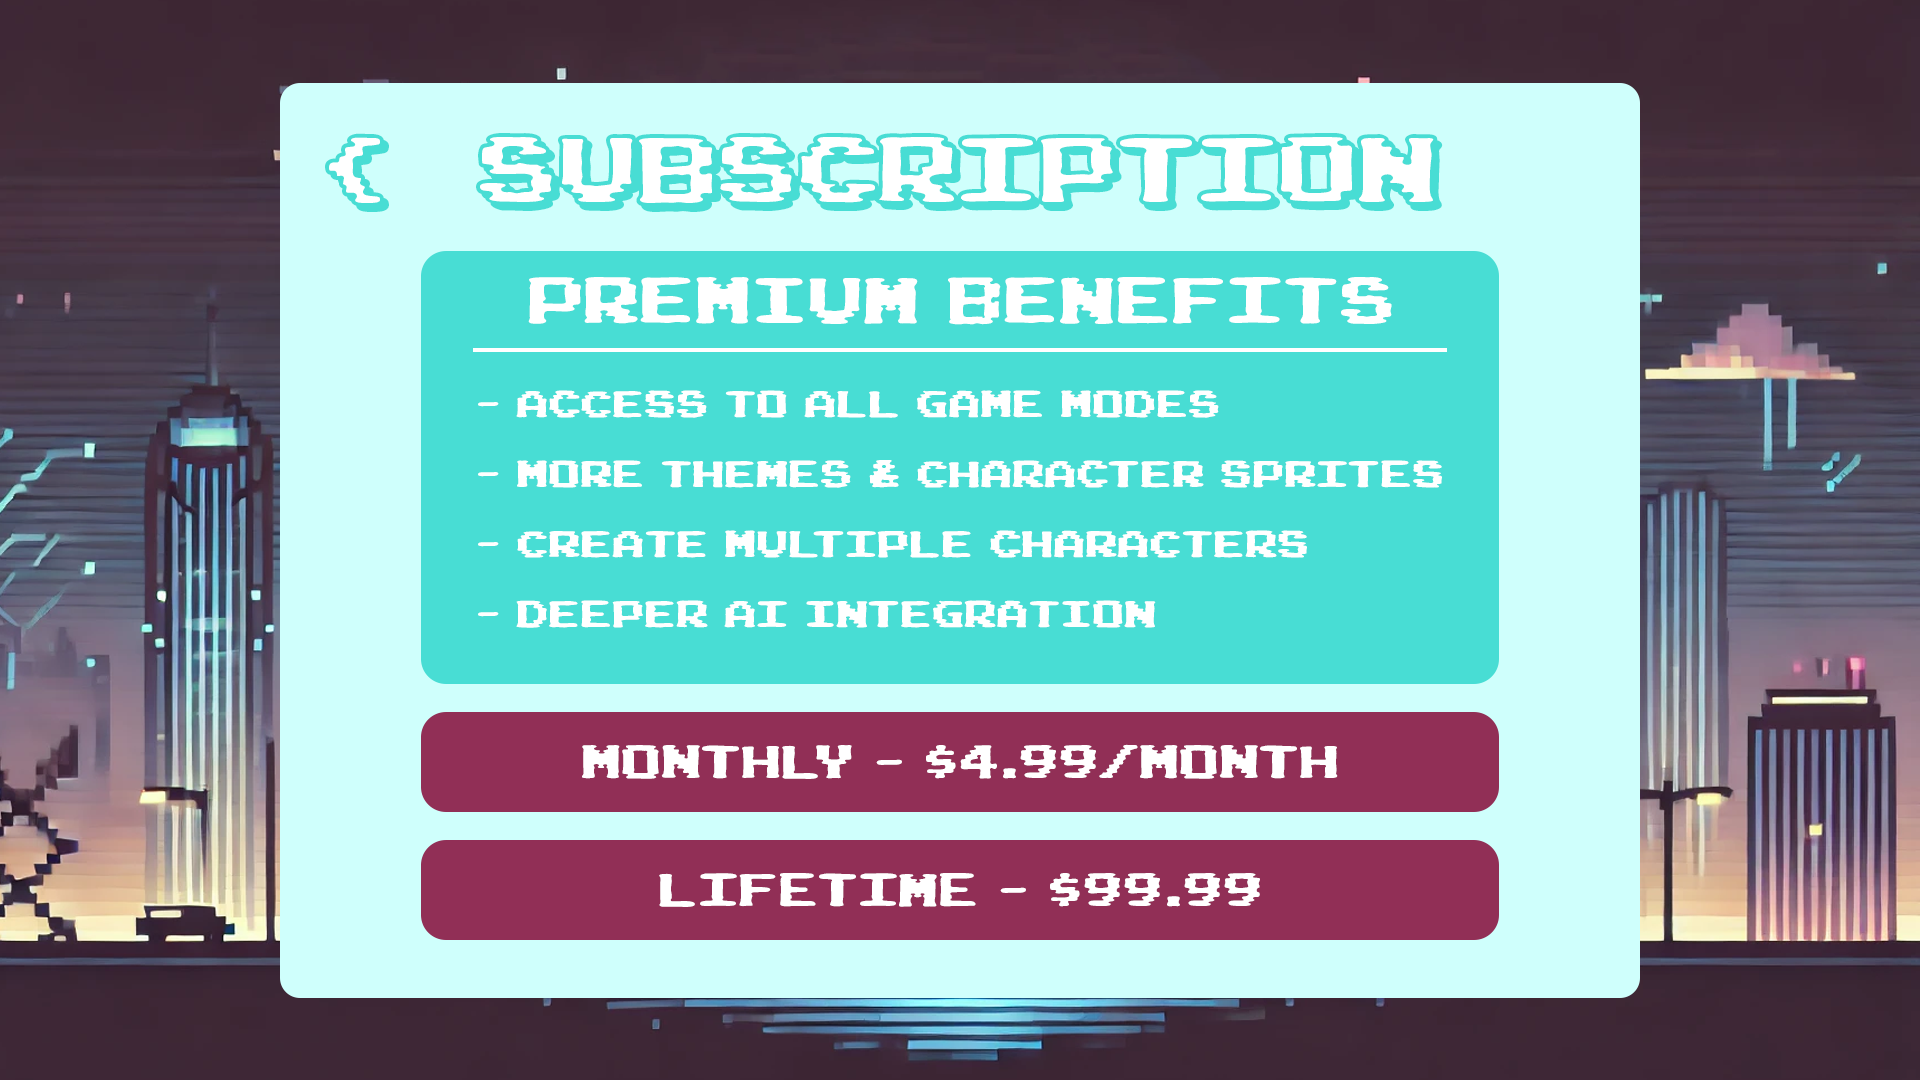 < SUBSCRIPTION
PREMIUM BENEFITS
- ACCESS TO ALL GAME MODES
- MORE THEMES & CHARACTER SPRITES
- CREATE MULTIPLE CHARACTERS
- DEEPER AI INTEGRATION
MONTHLY - $4.99/MONTH
LIFETIME - $99.99